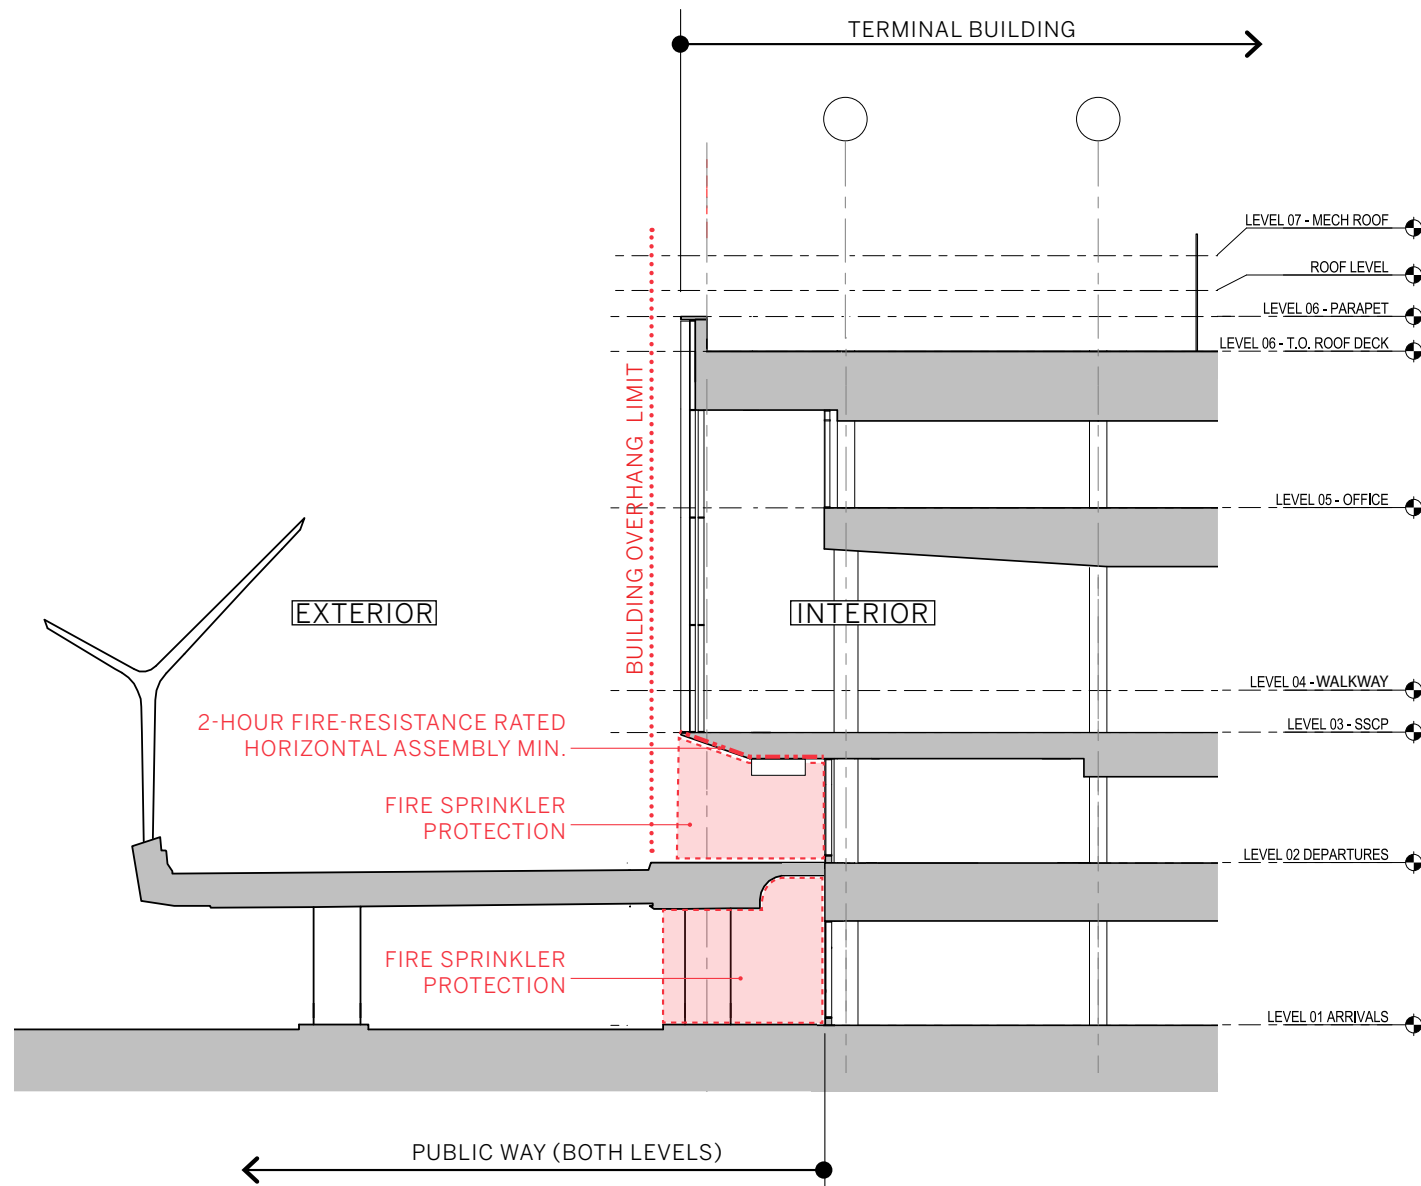 TERMINAL BUILDING
LEVEL 07 - MECH ROOF
ROOF LEVEL
LEVEL 06 - PARAPET
LEVEL 06 - T.O. ROOF DECK
BUILDING OVERHANG LIMIT
LEVEL 05 - OFFICE
EXTERIOR
INTERIOR
LEVEL 04 - WALKWAY
2-HOUR FIRE-RESISTANCE RATED
HORIZONTAL ASSEMBLY MIN.
LEVEL 03 - SSCP
FIRE SPRINKLER
PROTECTION
LEVEL 02 DEPARTURES
FIRE SPRINKLER
PROTECTION
LEVEL 01 ARRIVALS
PUBLIC WAY (BOTH LEVELS)